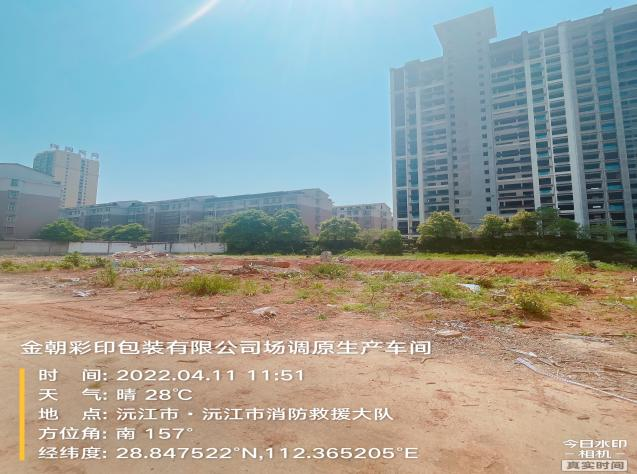 金朝彩印包装有限公司场调原生产车间
时 间: 2022.04.11 11:51
天 气: 晴 28℃
地 点: 沅江市·沅江市消防救援大队
方位角: 南 157°
经纬度: 28.847522°N,112.365205°E
今日水印
-相机-
真实时间